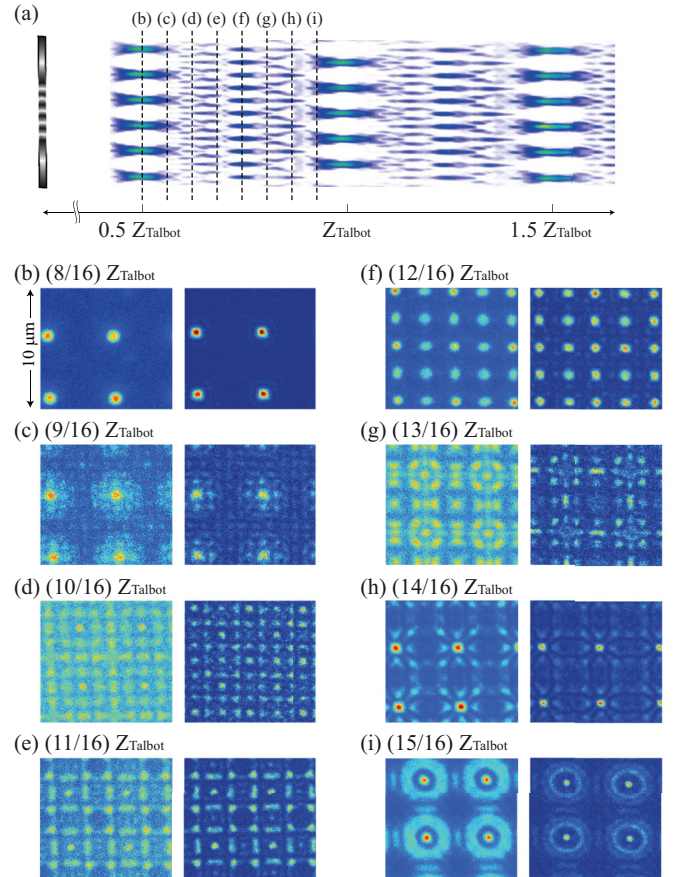 (a)
(b) (c) (d) (e) (f) (g) (h) (i)
0.5 ZTalbot ZTalbot 1.5 ZTalbot
(b) (8/16) ZTalbot
10 μm
(c) (9/16) ZTalbot
(d) (10/16) ZTalbot
(e) (11/16) ZTalbot
(f) (12/16) ZTalbot
(g) (13/16) ZTalbot
(h) (14/16) ZTalbot
(i) (15/16) ZTalbot